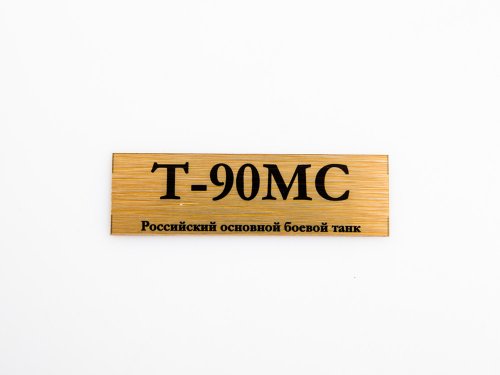 Т-90МС
Российский основной боевой танк